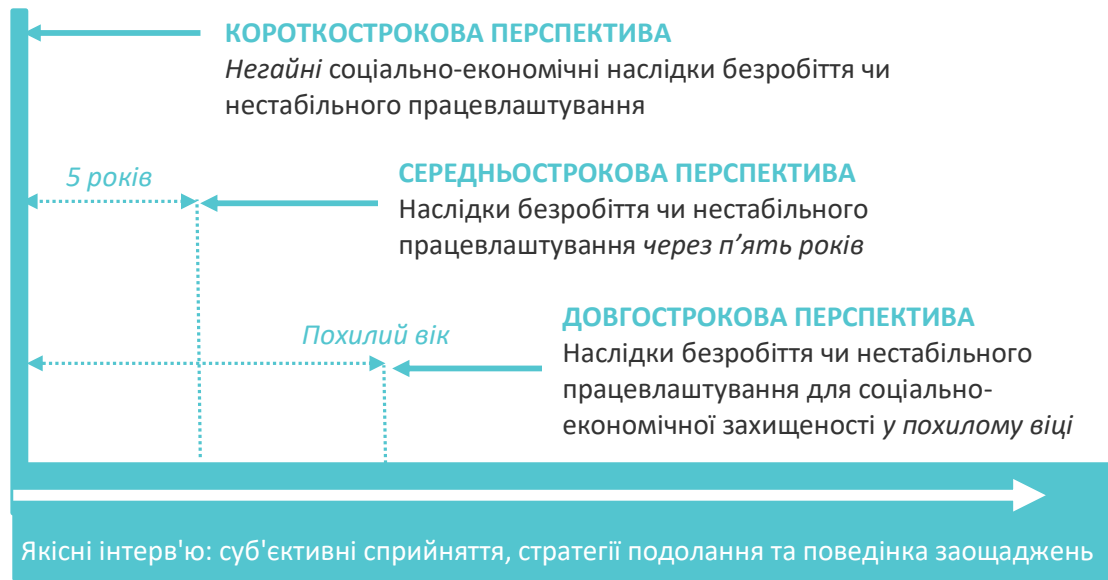 КОРОТКОСТРОКОВА ПЕРСПЕКТИВА
Негайні соціально-економічні наслідки безробіття чи
нестабільного працевлаштування
5 років
СЕРЕДНЬОСТРОКОВА ПЕРСПЕКТИВА
Наслідки безробіття чи нестабільного
працевлаштування через п’ять років
Похилий вік
ДОВГОСТРОКОВА ПЕРСПЕКТИВА
Наслідки безробіття чи нестабільного
працевлаштування для соціально-
економічної захищеності у похилому віці
Якісні інтерв'ю: суб'єктивні сприйняття, стратегії подолання та поведінка заощаджень